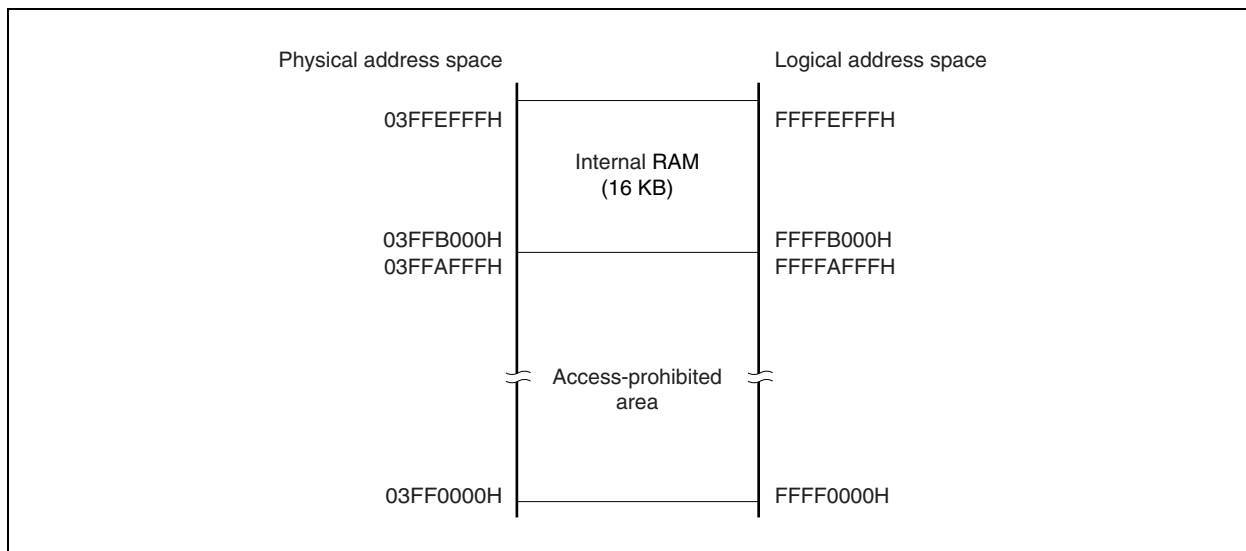 Physical address space
Logical address space
03FFEFFFH
FFFFEFFFH
Internal RAM
(16 KB)
03FFB000H
FFFFB000H
03FFAFFFH
FFFFAFFFH
Access-prohibited
area
03FF0000H
FFFF0000H